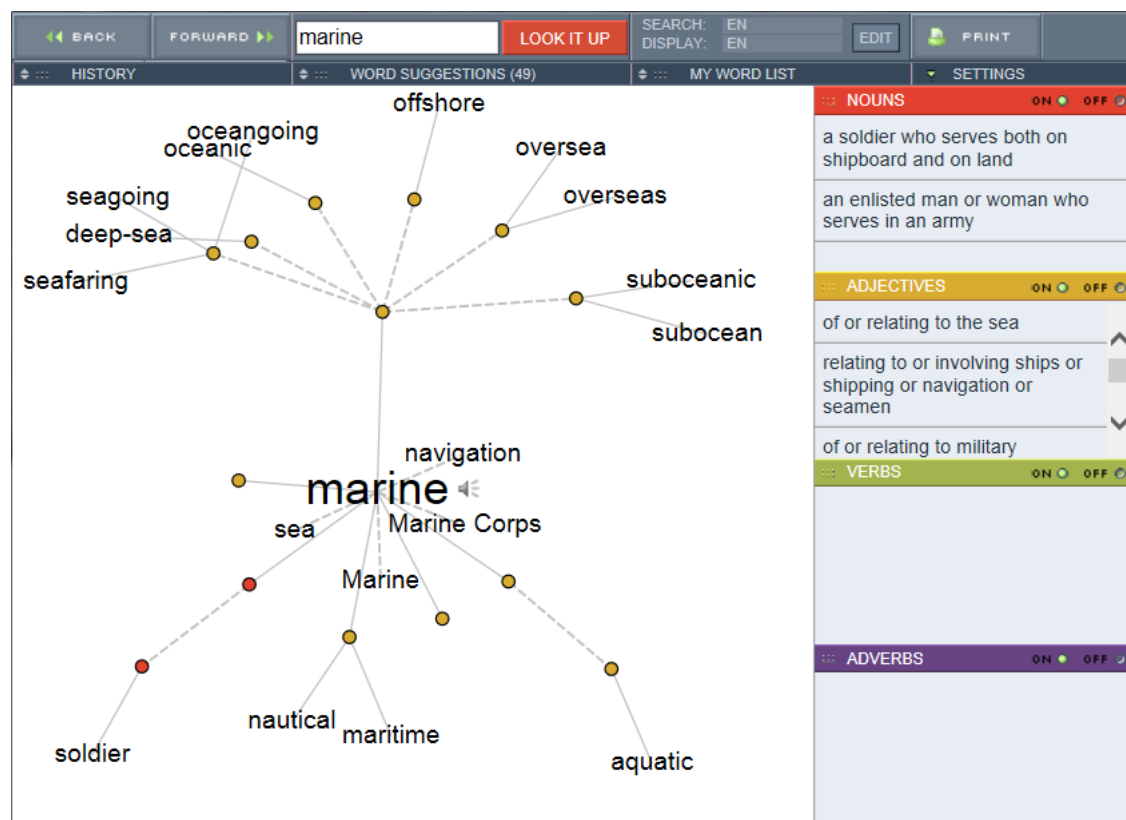 BACK
FORWARD
marine
LOOK IT UP
SEARCH: EN
DISPLAY: EN
EDIT
PRINT
HISTORY
WORD SUGGESTIONS (49)
MY WORD LIST
SETTINGS
offshore
oceangoing
oceanic
oversea
seagoing
overseas
deep-sea
seafaring
suboceanic
subocean
navigation
marine
sea
Marine Corps
Marine
nautical
maritime
soldier
aquatic
NOUNS ON OFF
a soldier who serves both on
shipboard and on land
an enlisted man or woman who
serves in an army
ADJECTIVES ON OFF
of or relating to the sea
relating to or involving ships or
shipping or navigation or
seamen
of or relating to military
VERBS ON OFF
ADVERBS ON OFF